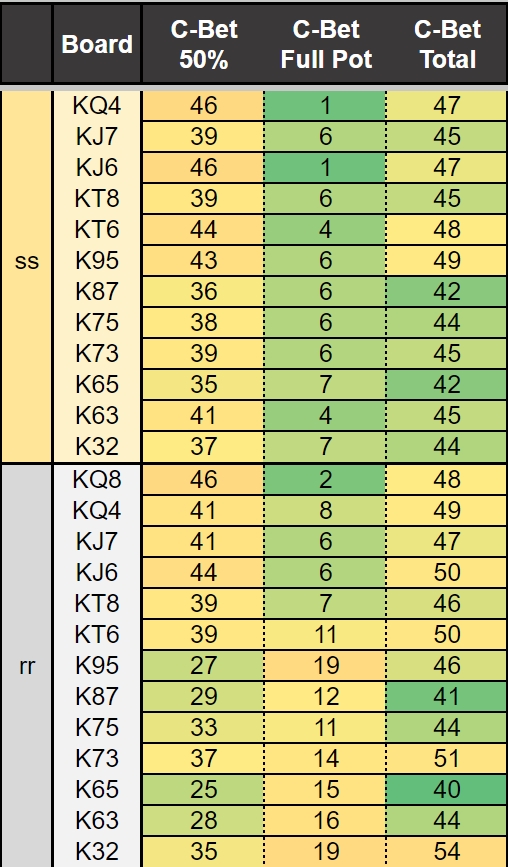 Board C-Bet 50% C-Bet Full Pot C-Bet Total
ss
KQ4 46 1 47
KJ7 39 6 45
KJ6 46 1 47
KT8 39 6 45
KT6 44 4 48
K95 43 6 49
K87 36 6 42
K75 38 6 44
K73 39 6 45
K65 35 7 42
K63 41 4 45
K32 37 7 44
rr
KQ8 46 2 48
KQ4 41 8 49
KJ7 41 6 47
KJ6 44 6 50
KT8 39 7 46
KT6 39 11 50
K95 27 19 46
K87 29 12 41
K75 33 11 44
K73 37 14 51
K65 25 15 40
K63 28 16 44
K32 35 19 54